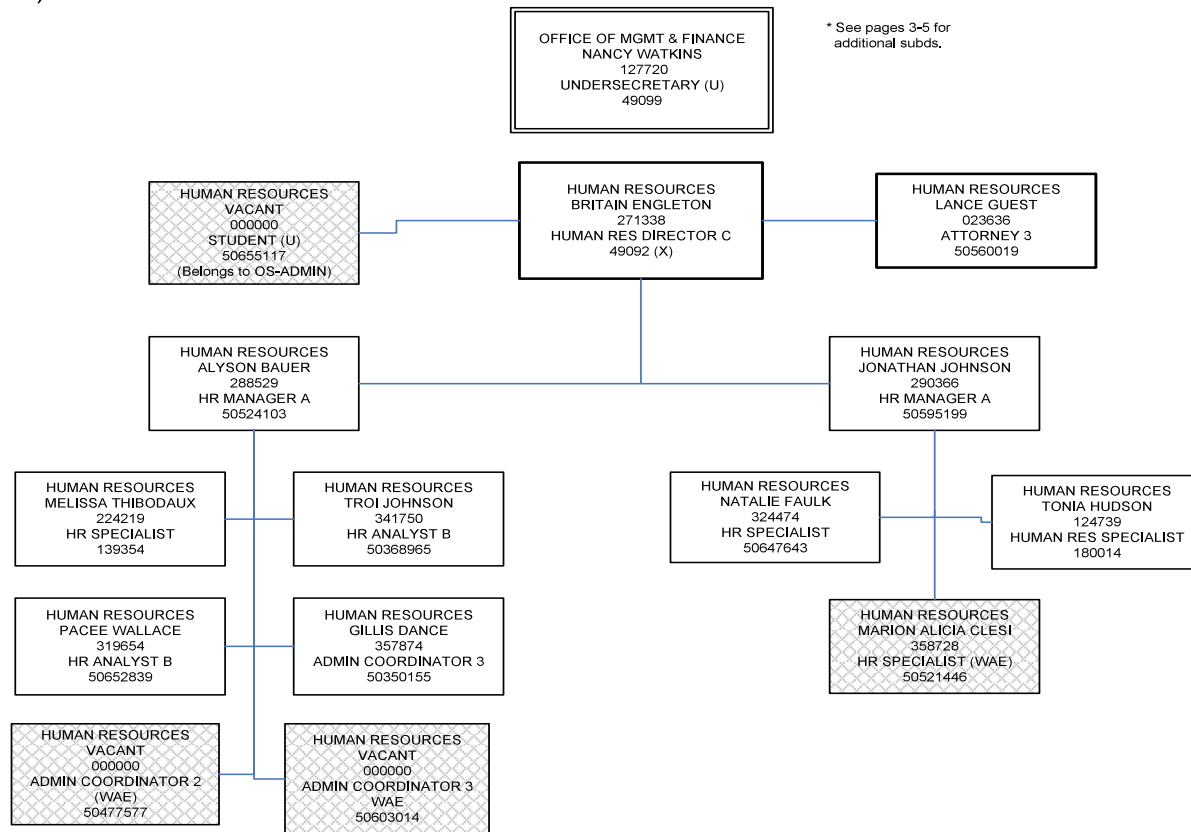 OFFICE OF MGMT & FINANCE
NANCY WATKINS
127720
UNDERSECRETARY (U)
49099
* See pages 3-5 for
additional subds.
HUMAN RESOURCES
VACANT
000000
STUDENT (U)
50655117
(Belongs to OS-ADMIN)
HUMAN RESOURCES
BRITAIN ENGLETON
271338
HUMAN RES DIRECTOR C
49092 (X)
HUMAN RESOURCES
LANCE GUEST
023636
ATTORNEY 3
50560019
HUMAN RESOURCES
ALYSON BAUER
288529
HR MANAGER A
50524103
HUMAN RESOURCES
JONATHAN JOHNSON
290366
HR MANAGER A
50595199
HUMAN RESOURCES
MELISSA THIBODAUX
224219
HR SPECIALIST
139354
HUMAN RESOURCES
TROI JOHNSON
341750
HR ANALYST B
50368965
HUMAN RESOURCES
NATALIE FAULK
324474
HR SPECIALIST
50647643
HUMAN RESOURCES
TONIA HUDSON
124739
HUMAN RES SPECIALIST
180014
HUMAN RESOURCES
PACEE WALLACE
319654
HR ANALYST B
50652839
HUMAN RESOURCES
GILLIS DANCE
357874
ADMIN COORDINATOR 3
50350155
HUMAN RESOURCES
MARION ALICIA CLESI
358728
HR SPECIALIST (WAE)
50521446
HUMAN RESOURCES
VACANT
000000
ADMIN COORDINATOR 2
(WAE)
50477577
HUMAN RESOURCES
VACANT
000000
ADMIN COORDINATOR 3
WAE
50603014